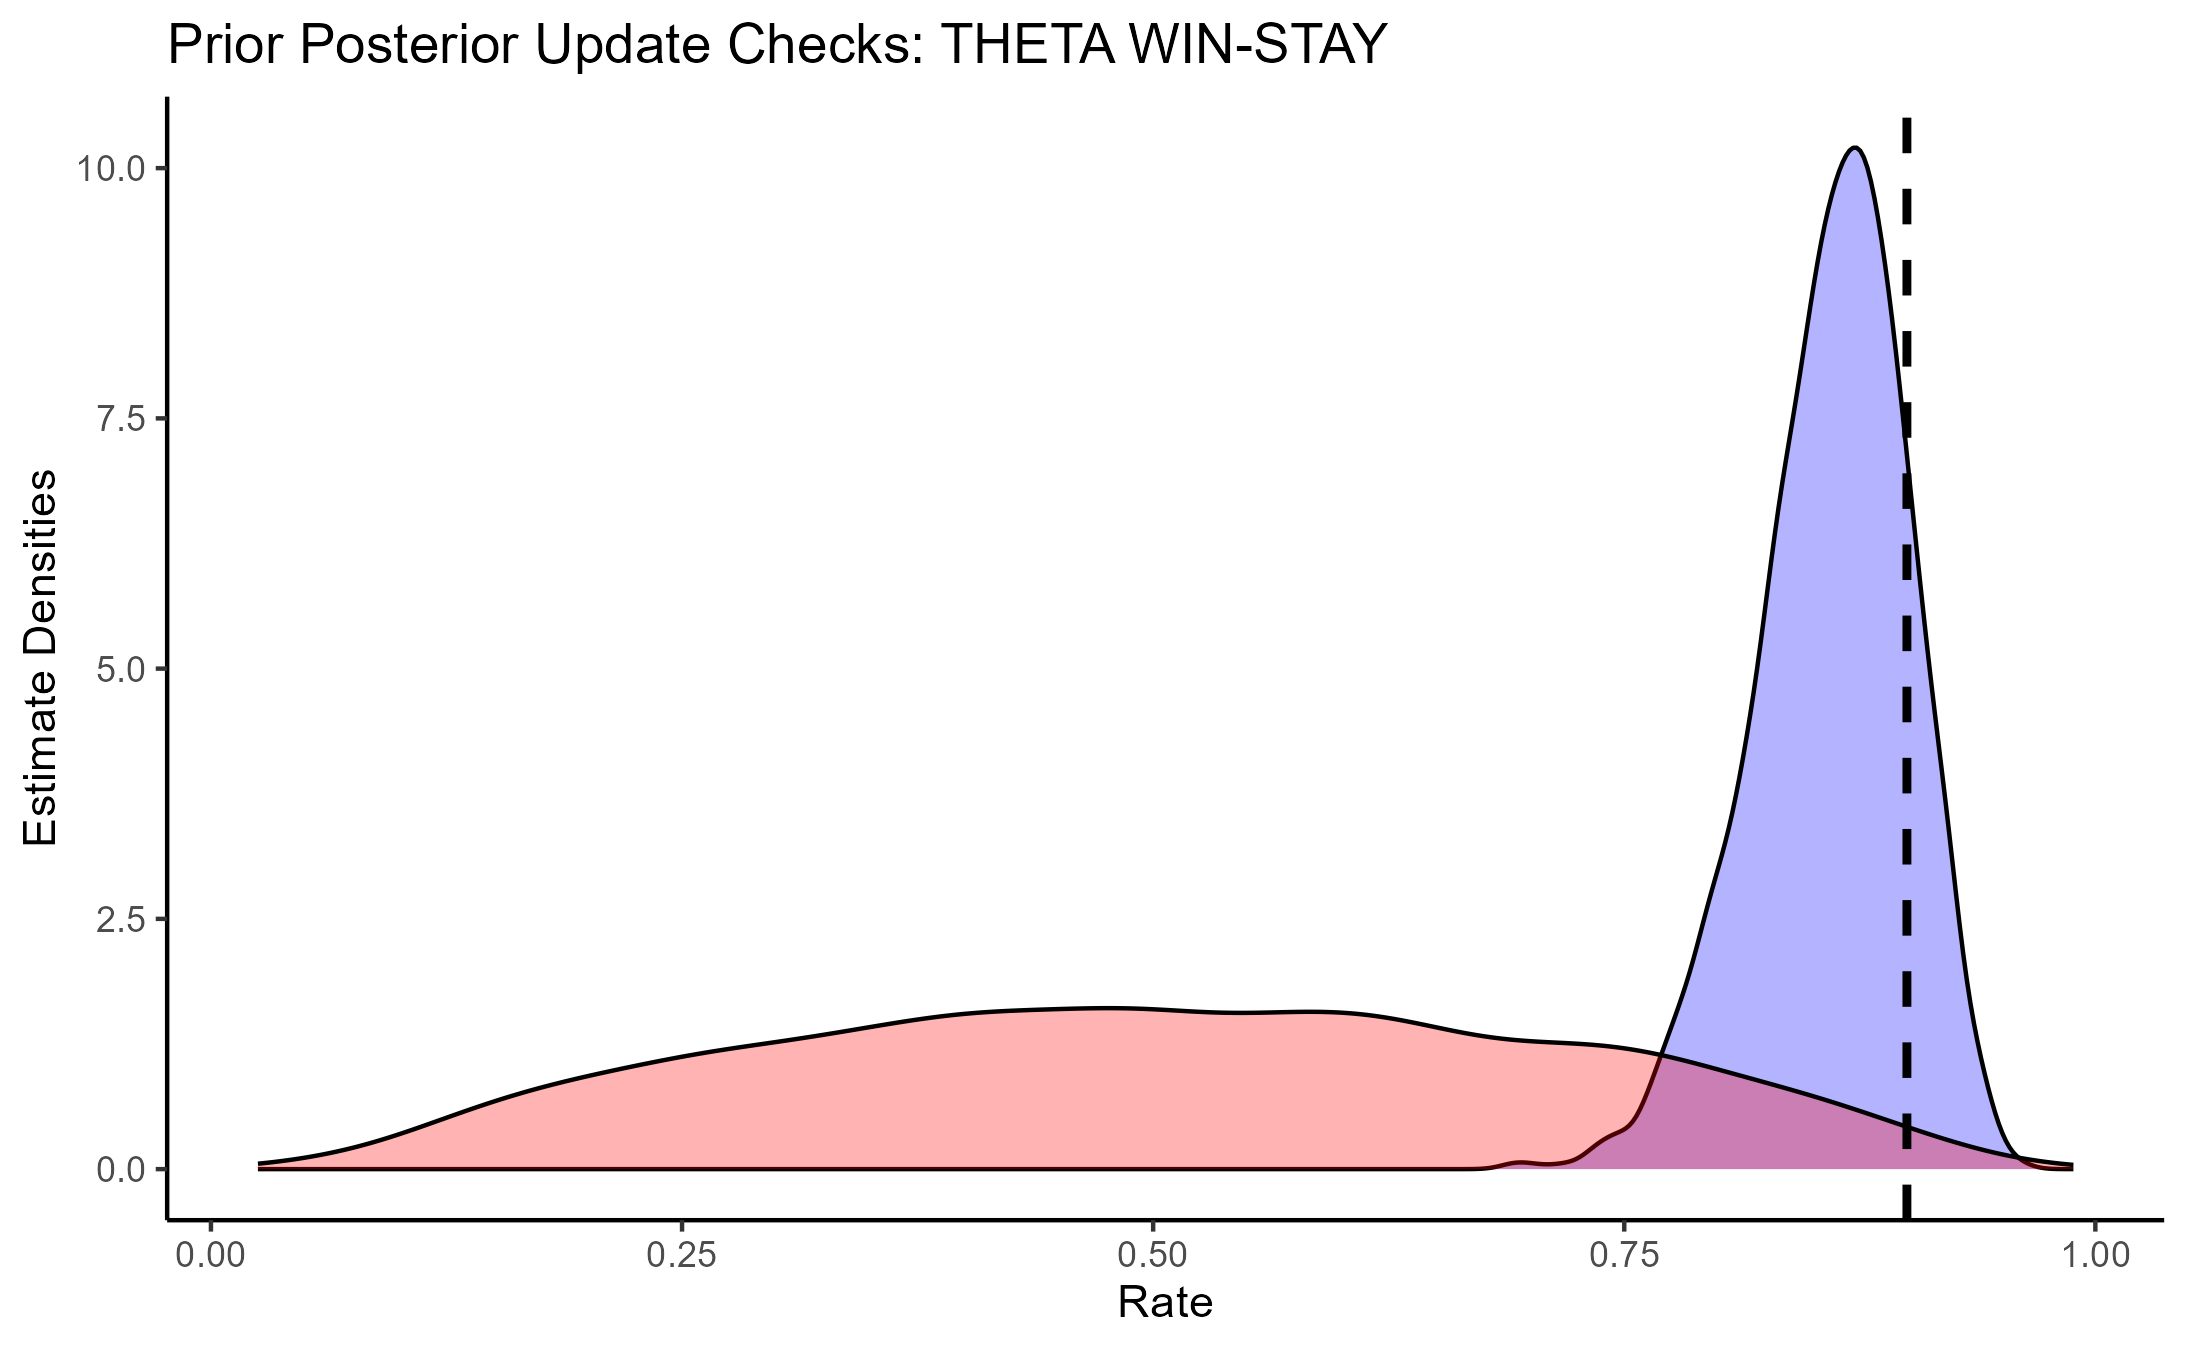 Prior Posterior Update Checks: THETA WIN-STAY
Estimate Densities
10.0
7.5
5.0
2.5
0.0
0.00 0.25 0.50 0.75 1.00
Rate